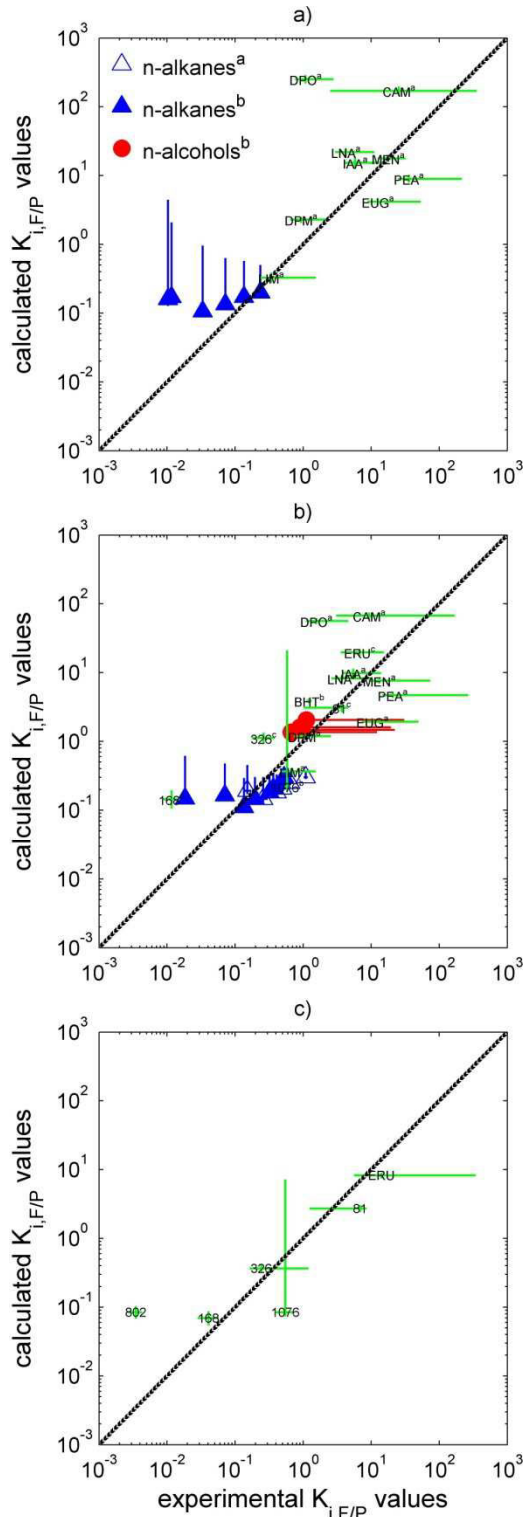 a)
10^3
10^2
10^1
10^0
10^-1
10^-2
10^-3
calculated K_i,F/P values
n-alkanes^a
n-alkanes^b
n-alcohols^b
DPO^a
CAM^a
LNA^a
MEN^a
IAA^a
PEA^a
EUG^a
DPM^a
10^-3 10^-2 10^-1 10^0 10^1 10^2 10^3
b)
10^3
10^2
10^1
10^0
10^-1
10^-2
10^-3
calculated K_i,F/P values
CAM^a
DPO^a
ERU^c
IAA^a
LNA^a
MEN^a
PEA^a
BHT^b
81^c
EUG^a
326^c
10^-3 10^-2 10^-1 10^0 10^1 10^2 10^3
c)
10^3
10^2
10^1
10^0
10^-1
10^-2
10^-3
calculated K_i,F/P values
ERU
81
326
802
168
1076
10^-3 10^-2 10^-1 10^0 10^1 10^2 10^3
experimental K_i,F/P values